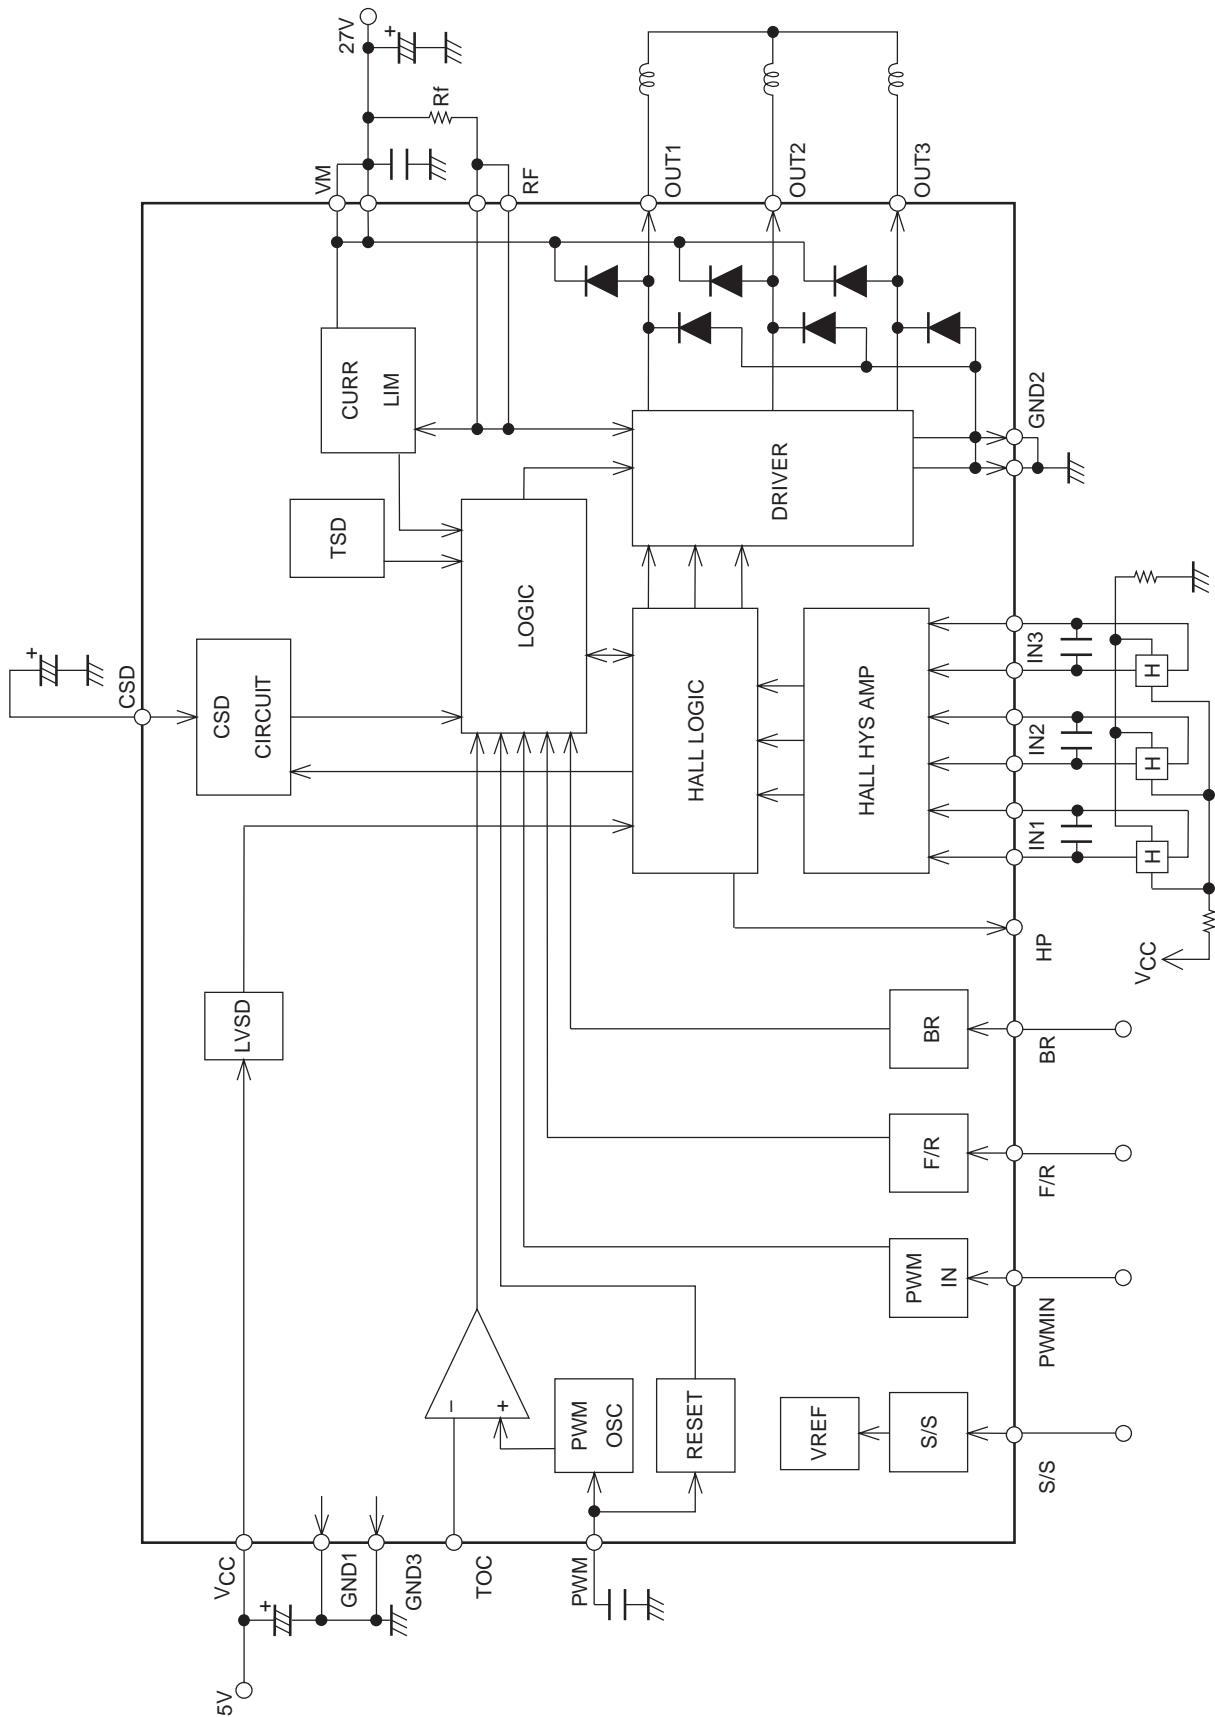 27V
+
Rf
VM
RF
OUT1
OUT2
OUT3
CURR
LIM
TSD
CSD
+
CSD
CIRCUIT
LOGIC
DRIVER
GND2
HALL LOGIC
HALL HYS AMP
IN3
H
IN2
H
IN1
H
VCC
HP
LVSD
BR
BR
F/R
F/R
PWM
IN
PWMIN
−
+
PWM
OSC
RESET
VREF
S/S
S/S
VCC
GND1
GND3
TOC
PWM
+
5V